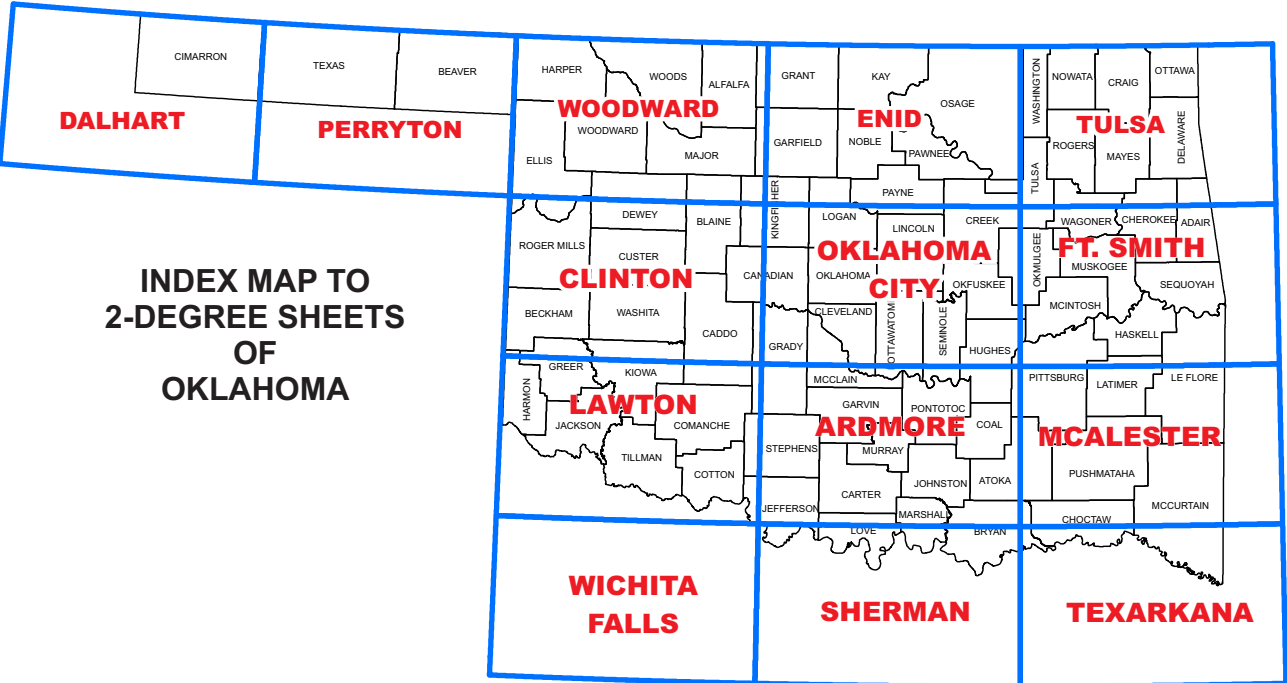 CIMARRON
TEXAS
BEAVER
HARPER
WOODS
ALFALFA
GRANT
KAY
OSAGE
WASHINGTON
NOWATA
CRAIG
OTTAWA
DALHART
PERRYTON
WOODWARD
ENID
TULSA
WOODWARD
ELLIS
MAJOR
GARFIELD
NOBLE
PAWNEE
TULSA
ROGERS
MAYES
DELAWARE
DEWEY
BLAINE
KINGFISHER
LOGAN
PAYNE
LINCOLN
CREEK
OKMULGEE
WAGONER
CHEROKEE
ADAIR
ROGER MILLS
CUSTER
CLINTON
CANADIAN
OKLAHOMA
CITY
OKLAHOMA
OKFUSKEE
FT. SMITH
MUSKOGEE
SEQUOYAH
INDEX MAP TO
2-DEGREE SHEETS
OF
OKLAHOMA
BECKHAM
WASHITA
CADDO
GRADY
CLEVELAND
OTTAWATOMI
SEMINOLE
HUGHES
MCINTOSH
HASKELL
HARMON
GREER
KIOWA
LAWTON
JACKSON
COMANCHE
TILLMAN
COTTON
MCCLAIN
GARVIN
PONTOTOC
ARDMORE
COAL
STEPHENS
MURRAY
CARTER
JOHNSTON
ATOKA
JEFFERSON
MARSHALL
LOVE
BRYAN
PITTSBURG
LATIMER
LE FLORE
MCALESTER
PUSHMATAHA
MCCURTAIN
CHOCTAW
WICHITA
FALLS
SHERMAN
TEXARKANA